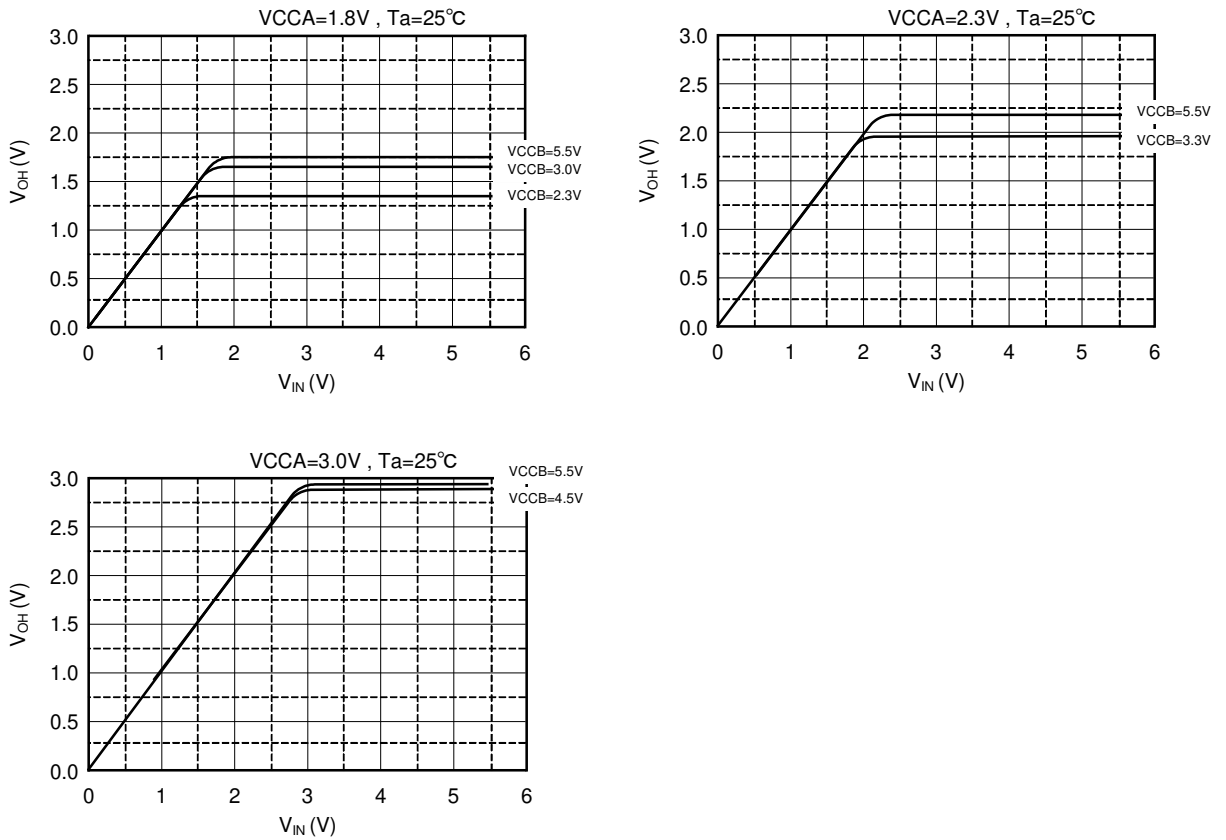 VCCA=1.8V , Ta=25℃
3.0
2.5
2.0
1.5
1.0
0.5
0.0
VOH (V)
VCCB=5.5V
VCCB=3.0V
VCCB=2.3V
0 1 2 3 4 5 6
VIN (V)
VCCA=2.3V , Ta=25℃
3.0
2.5
2.0
1.5
1.0
0.5
0.0
VOH (V)
VCCB=5.5V
VCCB=3.3V
0 1 2 3 4 5 6
VIN (V)
VCCA=3.0V , Ta=25℃
3.0
2.5
2.0
1.5
1.0
0.5
0.0
VOH (V)
VCCB=5.5V
VCCB=4.5V
0 1 2 3 4 5 6
VIN (V)